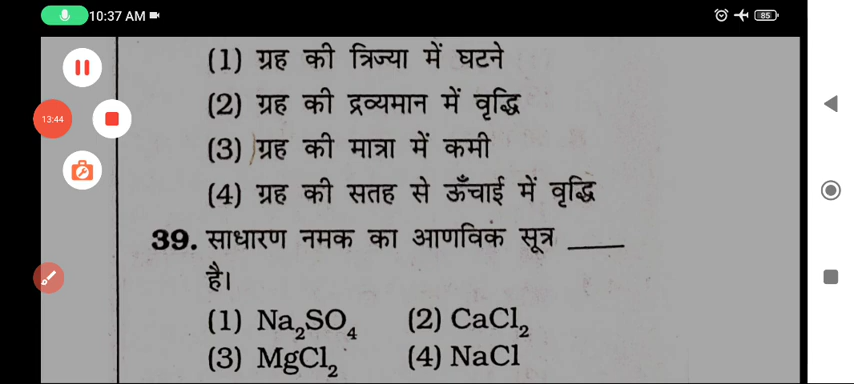 10:37 AM
85
13:44
(1) ग्रह की त्रिज्या में घटने
(2) ग्रह की द्रव्यमान में वृद्धि
(3) ग्रह की मात्रा में कमी
(4) ग्रह की सतह से ऊँचाई में वृद्धि
39. साधारण नमक का आणविक सूत्र ____
है।
(1) Na₂SO₄ (2) CaCl₂
(3) MgCl₂ (4) NaCl